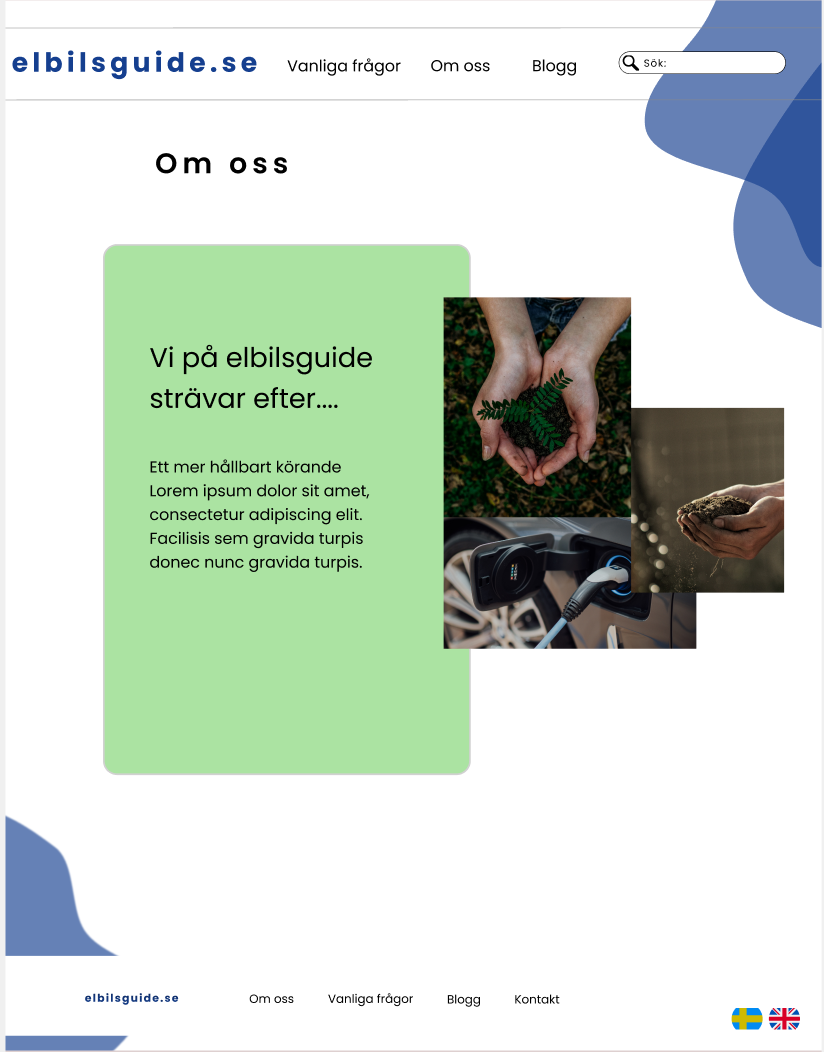 elbilsguide.se
Vanliga frågor
Om oss
Blogg
Sök:
Om oss
Vi på elbilsguide
strävar efter....
Ett mer hållbart körande
Lorem ipsum dolor sit amet,
consectetur adipiscing elit.
Facilisis sem gravida turpis
donec nunc gravida turpis.
elbilsguide.se
Om oss
Vanliga frågor
Blogg
Kontakt